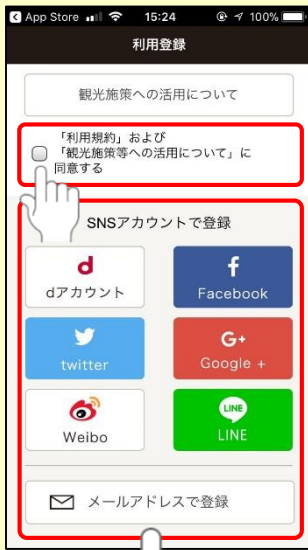 App Store 15:24 100%
利用登録
観光施策への活用について
「利用規約」および
「観光施策等への活用について」に
同意する
SNSアカウントで登録
d
dアカウント
f
Facebook
twitter
G+
Google +
Weibo
LINE
LINE
メールアドレスで登録